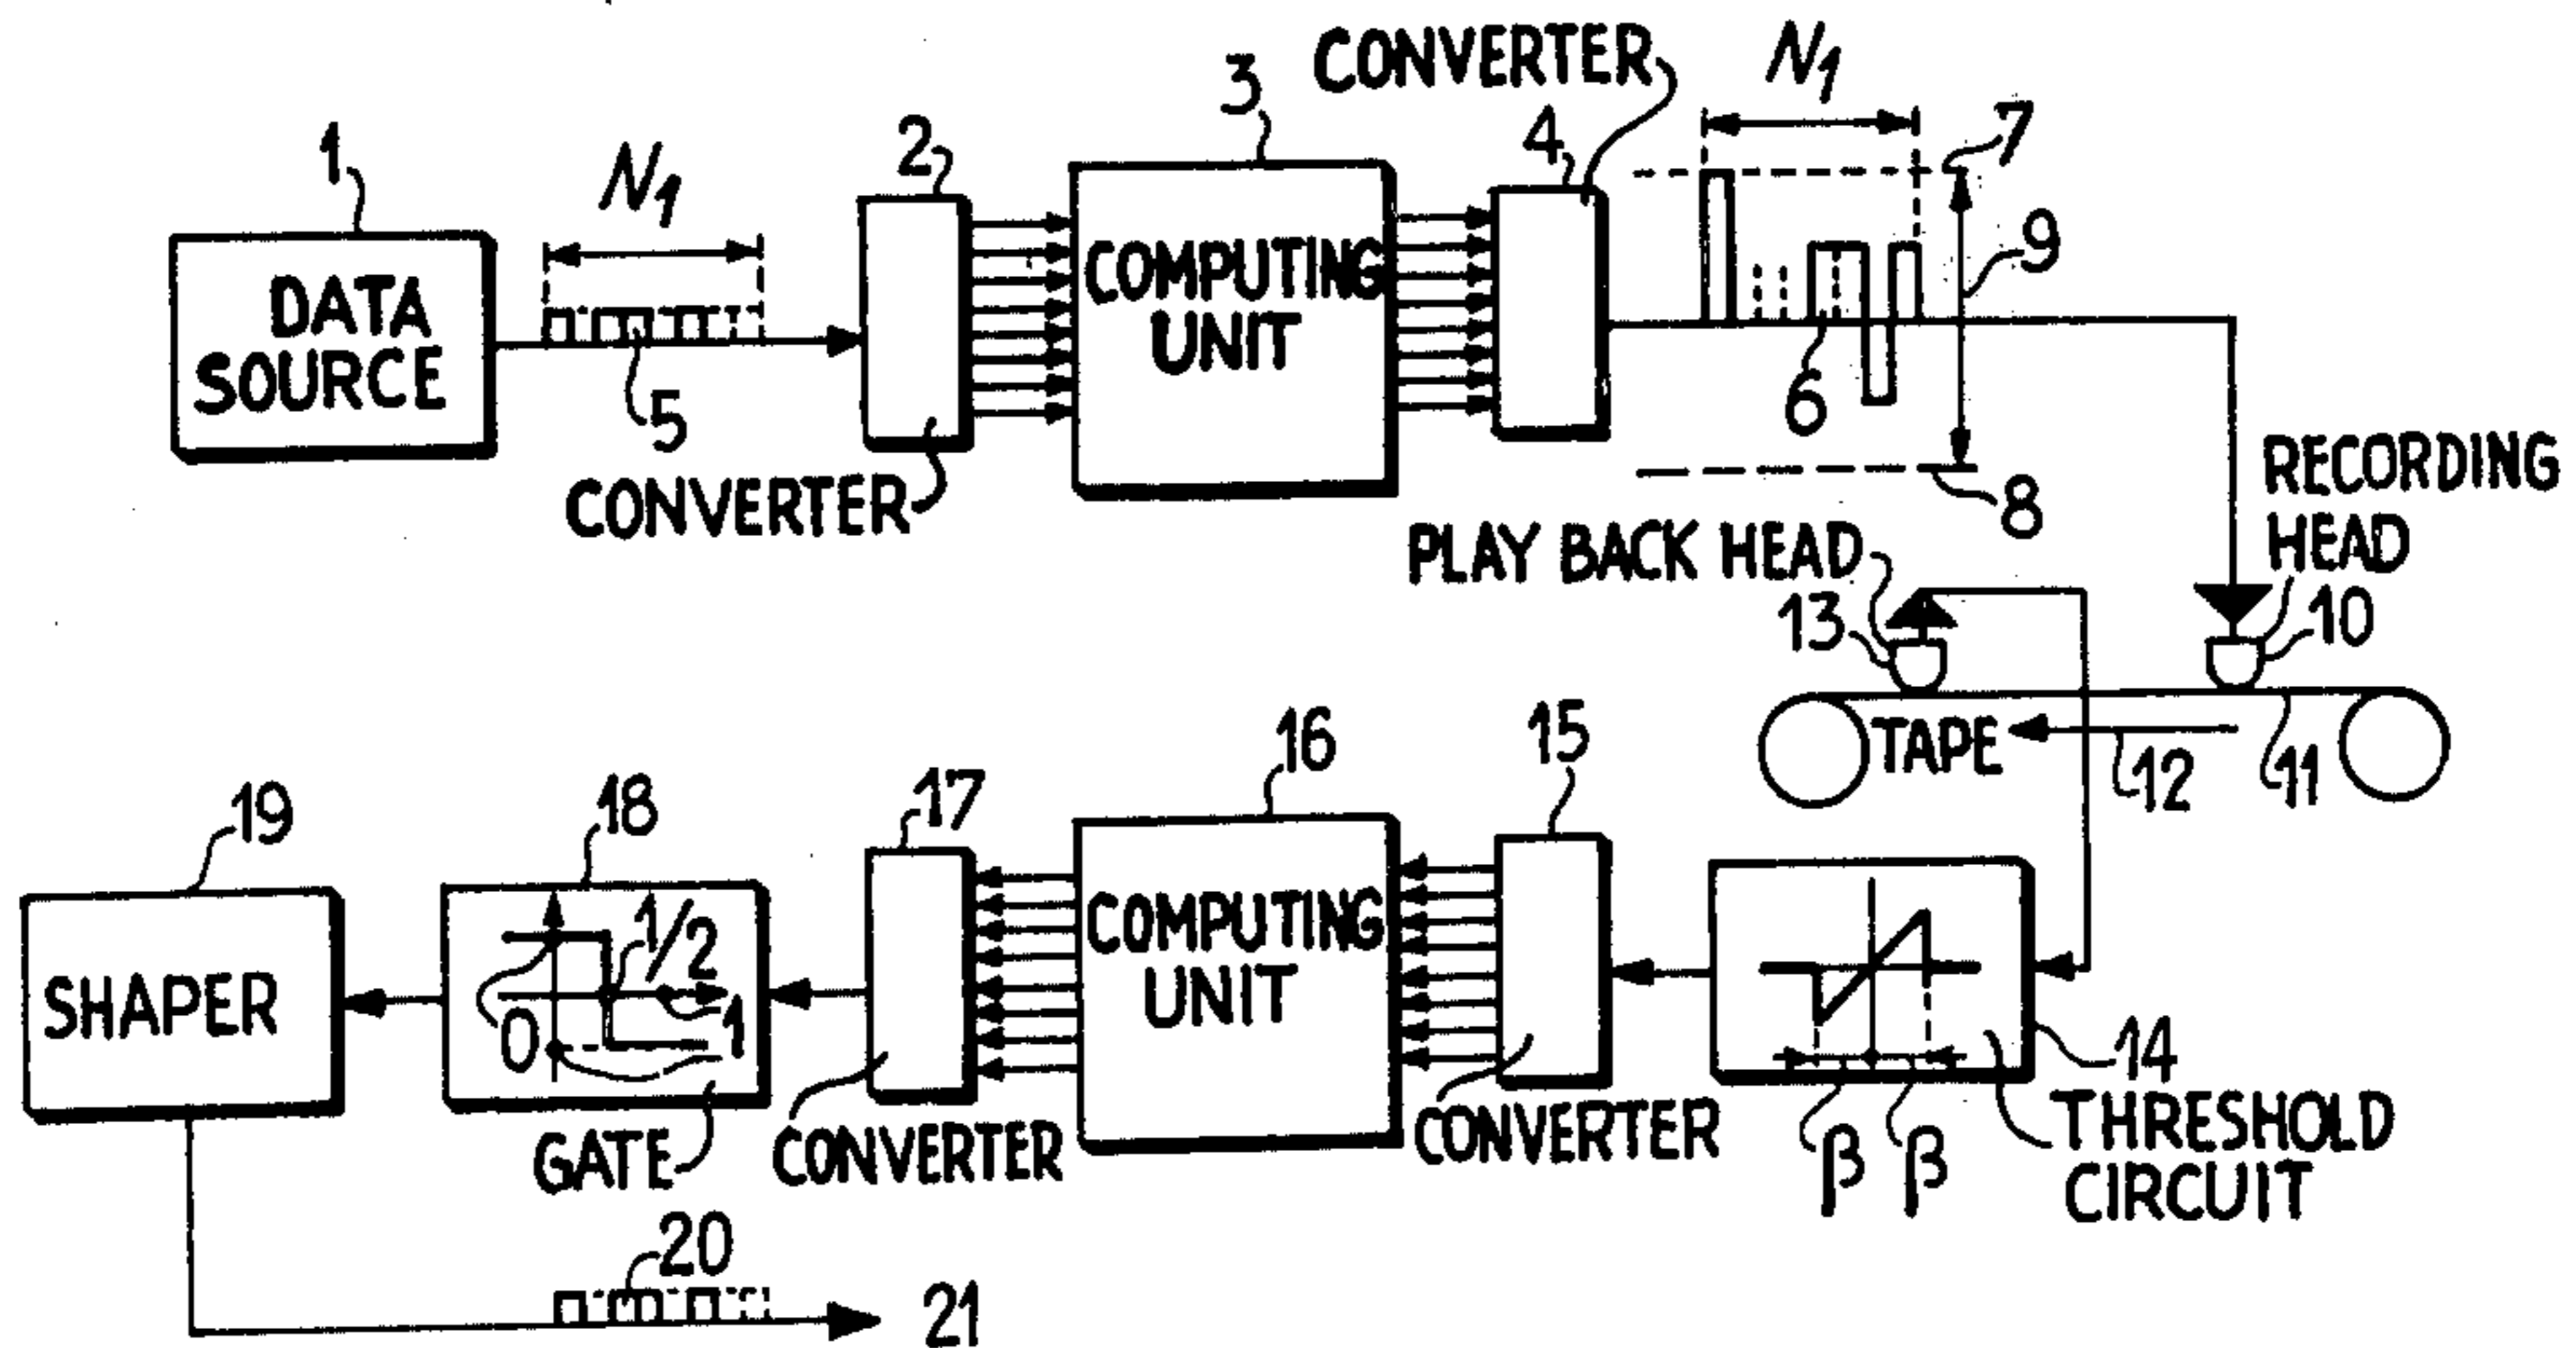 CONVERTER
N1
3
7
1
N1
2
4
COMPUTING
UNIT
9
DATA
SOURCE
5
6
CONVERTER
8
RECORDING
HEAD
PLAY BACK HEAD
13
10
TAPE
12
11
19
18
17
16
15
SHAPER
1/2
0
1
COMPUTING
UNIT
14
GATE
CONVERTER
CONVERTER
β
β
THRESHOLD
CIRCUIT
20
21